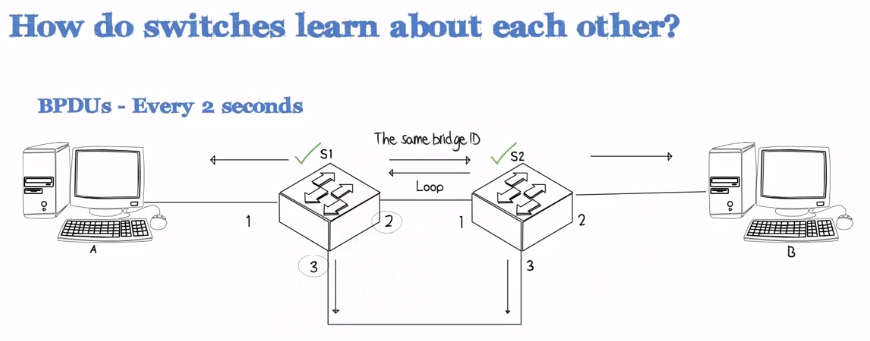 How do switches learn about each other?
BPDUs - Every 2 seconds
The same bridge ID
S1
S2
Loop
1
2
1
2
3
3
A
B